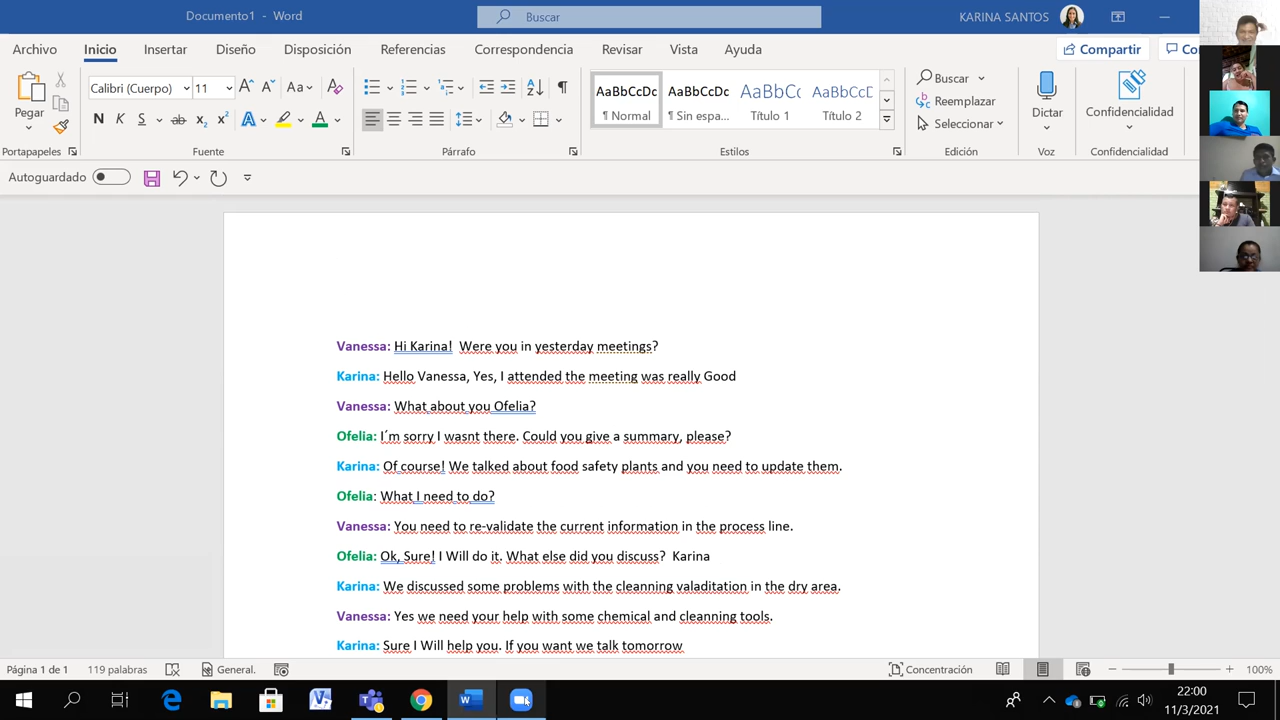 Documento1 - Word
Buscar
KARINA SANTOS
Archivo Inicio Insertar Diseño Disposición Referencias Correspondencia Revisar Vista Ayuda
Compartir
Pegar
Calibri (Cuerpo) 11
Aa
N K S ab x₂ x² A A
AaBbCcDc AaBbCcDc AaBbCc AaBbCcD
¶ Normal ¶ Sin espa... Título 1 Título 2
Buscar
Reemplazar
Seleccionar
Dictar
Confidencialidad
Portapapeles Fuente Párrafo Estilos Edición Voz Confidencialidad
Autoguardado
Vanessa: Hi Karina! Were you in yesterday meetings?
Karina: Hello Vanessa, Yes, I attended the meeting was really Good
Vanessa: What about you Ofelia?
Ofelia: I´m sorry I wasnt there. Could you give a summary, please?
Karina: Of course! We talked about food safety plants and you need to update them.
Ofelia: What I need to do?
Vanessa: You need to re-validate the current information in the process line.
Ofelia: Ok, Sure! I Will do it. What else did you discuss? Karina
Karina: We discussed some problems with the cleanning valaditation in the dry area.
Vanessa: Yes we need your help with some chemical and cleanning tools.
Karina: Sure I Will help you. If you want we talk tomorrow
Página 1 de 1 119 palabras General. Concentración 100%
22:00
11/3/2021